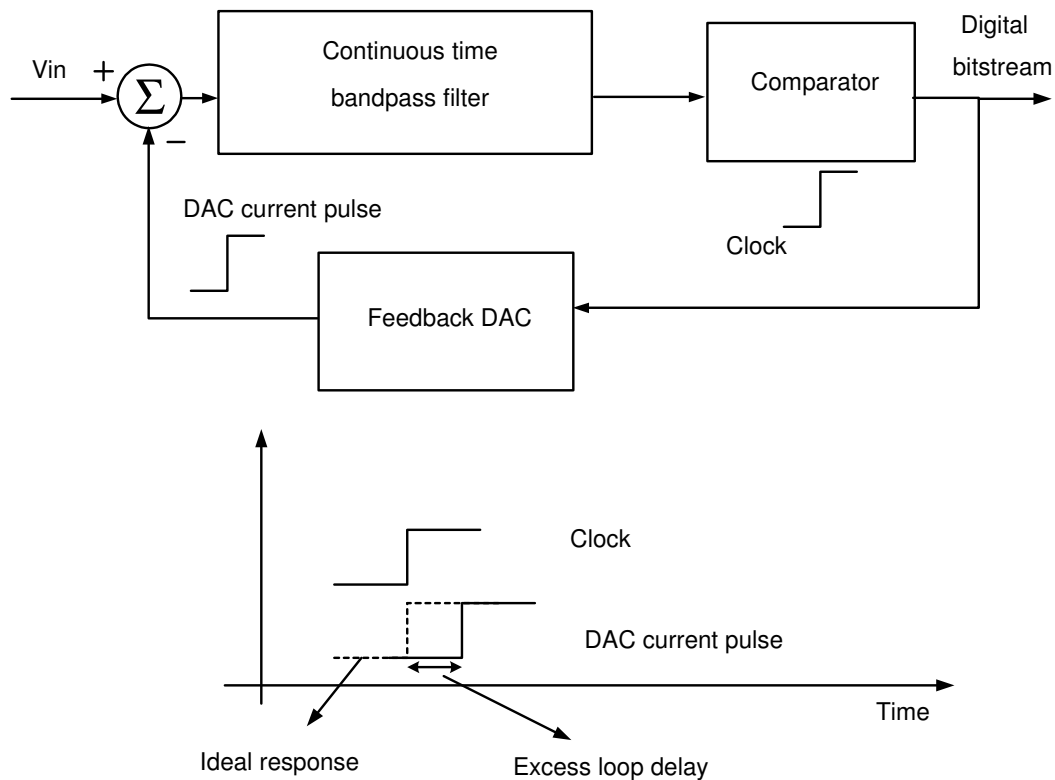 Vin
+
Σ
−
Continuous time
bandpass filter
Comparator
Digital
bitstream
DAC current pulse
Clock
Feedback DAC
Clock
DAC current pulse
Time
Ideal response
Excess loop delay